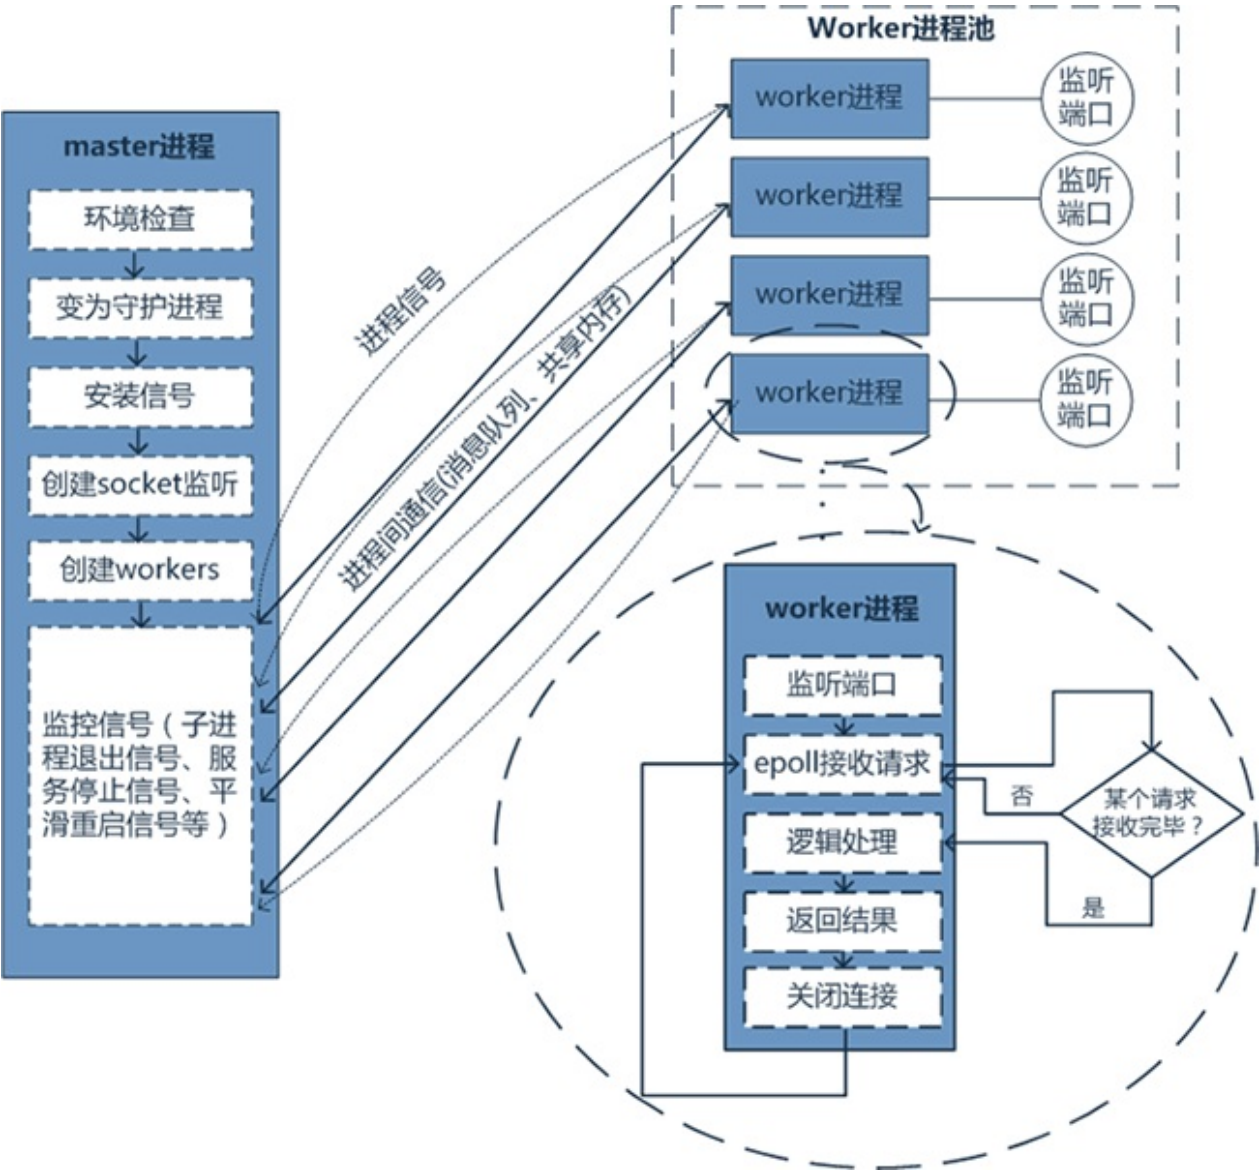 master进程
环境检查
变为守护进程
安装信号
创建socket监听
创建workers
监控信号（子进
程退出信号、服
务停止信号、平
滑重启信号等）
进程信号
进程间通信(消息队列、共享内存)
Worker进程池
worker进程
监听
端口
worker进程
监听
端口
worker进程
监听
端口
worker进程
监听
端口
worker进程
监听端口
epoll接收请求
逻辑处理
返回结果
关闭连接
某个请求
接收完毕？
否
是